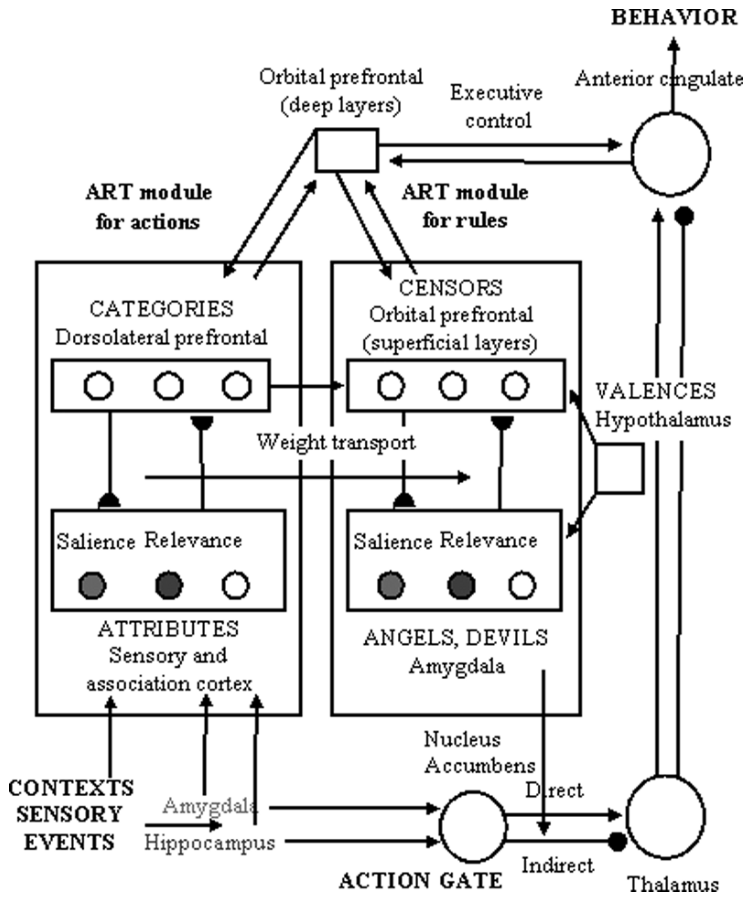 BEHAVIOR
Orbital prefrontal
(deep layers)
Executive
control
Anterior cingulate
ART module
for actions
ART module
for rules
CATEGORIES
Dorsolateral prefrontal
CENSORS
Orbital prefrontal
(superficial layers)
VALENCES
Hypothalamus
Weight transport
Salience Relevance
Salience Relevance
ATTRIBUTES
Sensory and
association cortex
ANGELS, DEVILS
Amygdala
Nucleus
Accumbens
CONTEXTS
SENSORY
EVENTS
Amygdala
Hippocampus
Direct
Indirect
ACTION GATE
Thalamus